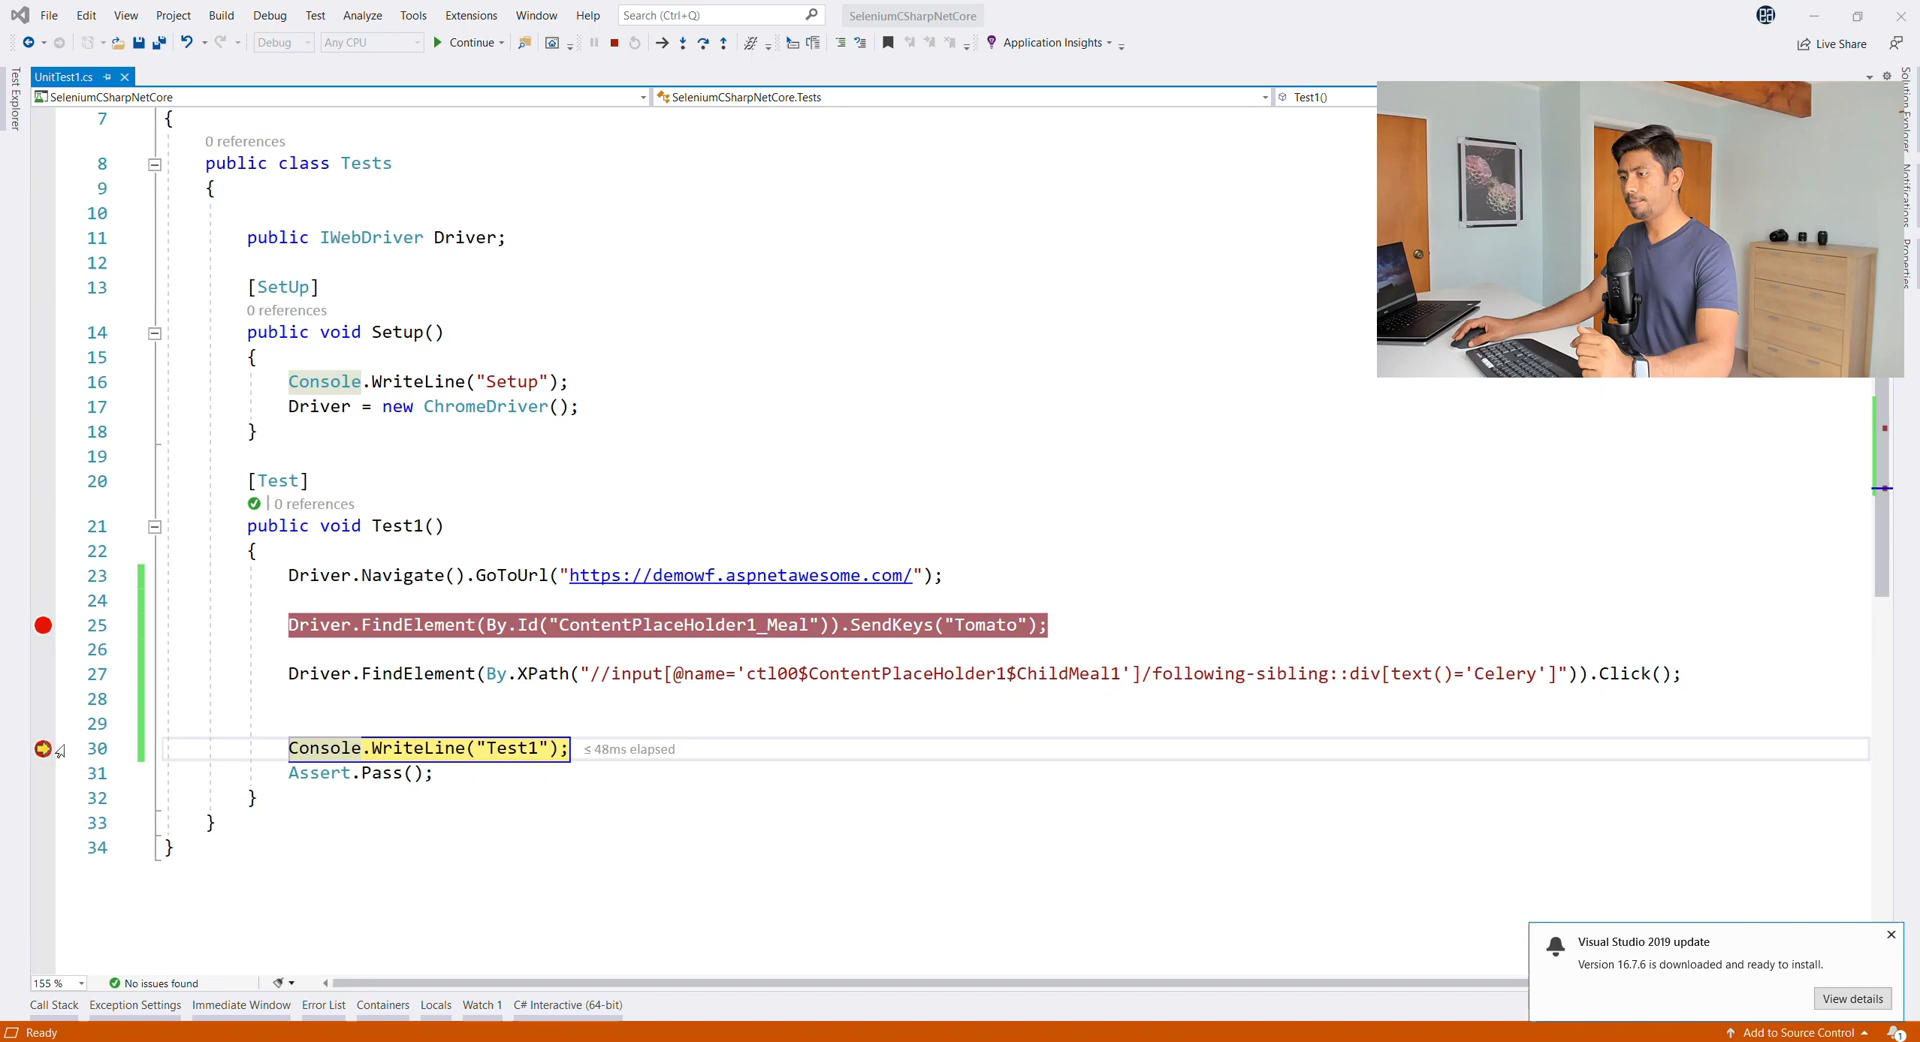 File Edit View Project Build Debug Test Analyze Tools Extensions Window Help Search (Ctrl+Q) SeleniumCSharpNetCore
Debug Any CPU Continue Application Insights Live Share
UnitTest1.cs
SeleniumCSharpNetCore SeleniumCSharpNetCore.Tests Test1()
Test Explorer
Solution Explorer
Notifications
Properties
7 {
0 references
8 public class Tests
9 {
10
11 public IWebDriver Driver;
12
13 [SetUp]
0 references
14 public void Setup()
15 {
16 Console.WriteLine("Setup");
17 Driver = new ChromeDriver();
18 }
19
20 [Test]
0 references
21 public void Test1()
22 {
23 Driver.Navigate().GoToUrl("https://demowf.aspnetawesome.com/");
24
25 Driver.FindElement(By.Id("ContentPlaceHolder1_Meal")).SendKeys("Tomato");
26
27 Driver.FindElement(By.XPath("//input[@name='ctl00$ContentPlaceHolder1$ChildMeal1']/following-sibling::div[text()='Celery']")).Click();
28
29
30 Console.WriteLine("Test1"); ≤ 48ms elapsed
31 Assert.Pass();
32 }
33 }
34 }
Visual Studio 2019 update
Version 16.7.6 is downloaded and ready to install.
View details
155 % No issues found
Call Stack Exception Settings Immediate Window Error List Containers Locals Watch 1 C# Interactive (64-bit)
Ready Add to Source Control 1